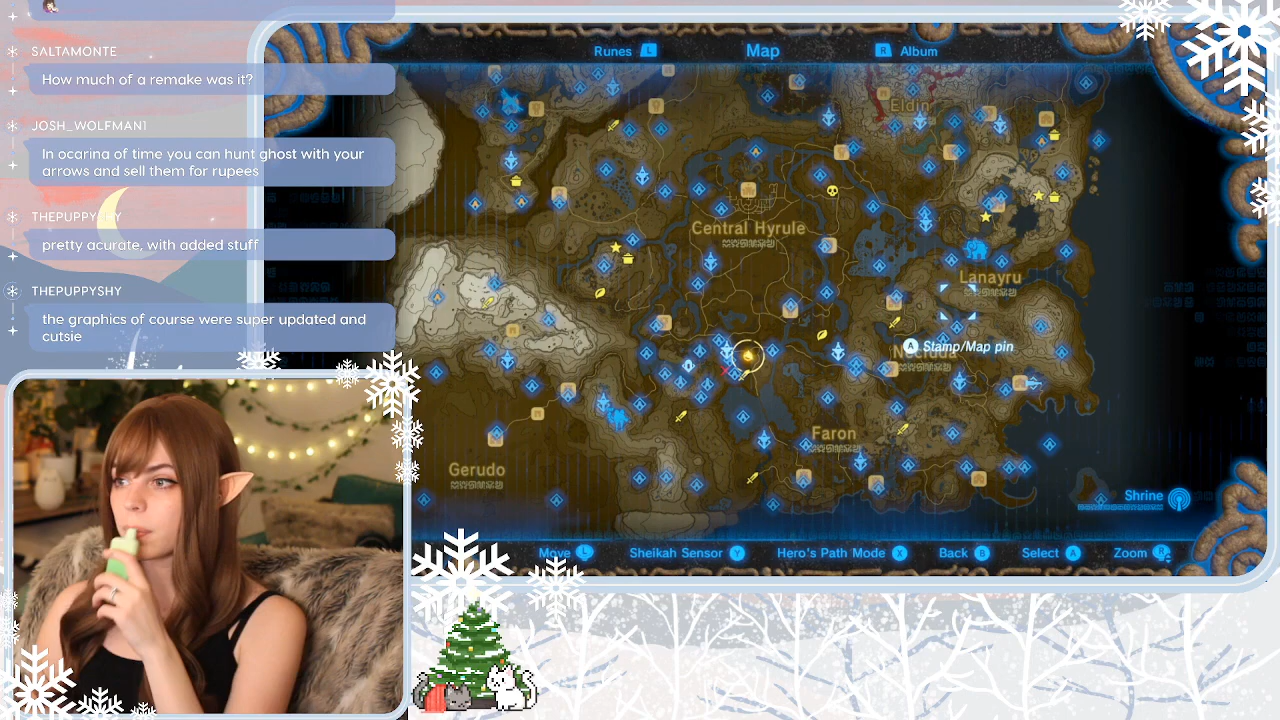 SALTAMONTE
How much of a remake was it?
JOSH_WOLFMAN1
In ocarina of time you can hunt ghost with your
arrows and sell them for rupees
THEPUPPYSHY
pretty acurate, with added stuff
THEPUPPYSHY
the graphics of course were super updated and
cutsie
Runes L
Map
R Album
Eldin
Central Hyrule
Lanayru
A Stamp/Map pin
Necluda
Faron
Gerudo
Shrine
Move L
Sheikah Sensor Y
Hero's Path Mode X
Back B
Select A
Zoom R